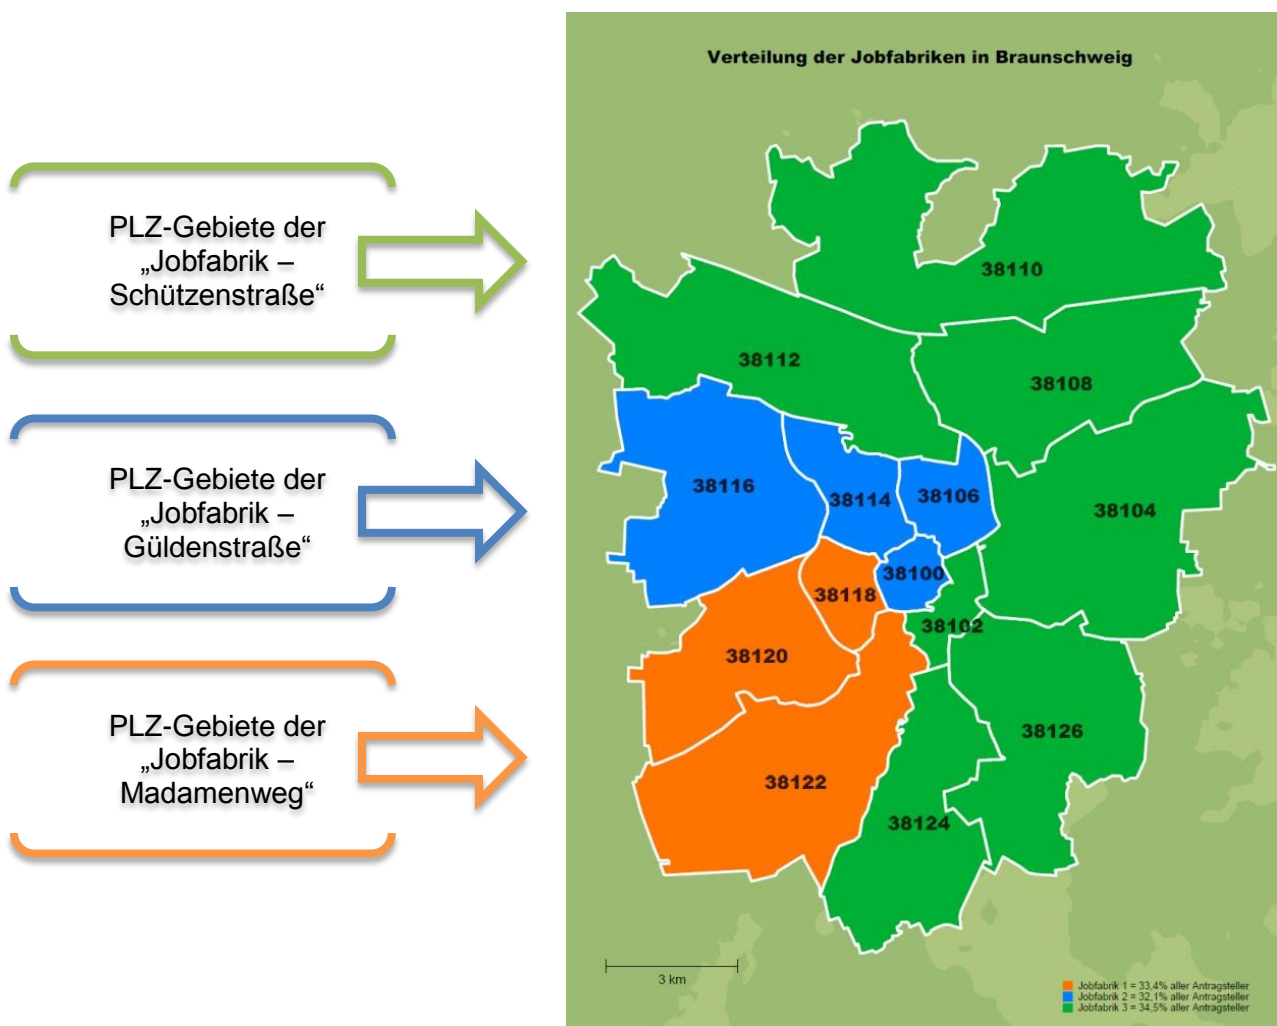 PLZ-Gebiete der
„Jobfabrik –
Schützenstraße“
PLZ-Gebiete der
„Jobfabrik –
Güldenstraße“
PLZ-Gebiete der
„Jobfabrik –
Madamenweg“
Verteilung der Jobfabriken in Braunschweig
38110
38112
38108
38116
38114
38106
38104
38100
38118
38102
38120
38126
38122
38124
3 km
Jobfabrik 1 = 33,4% aller Antragsteller
Jobfabrik 2 = 32,1% aller Antragsteller
Jobfabrik 3 = 34,5% aller Antragsteller